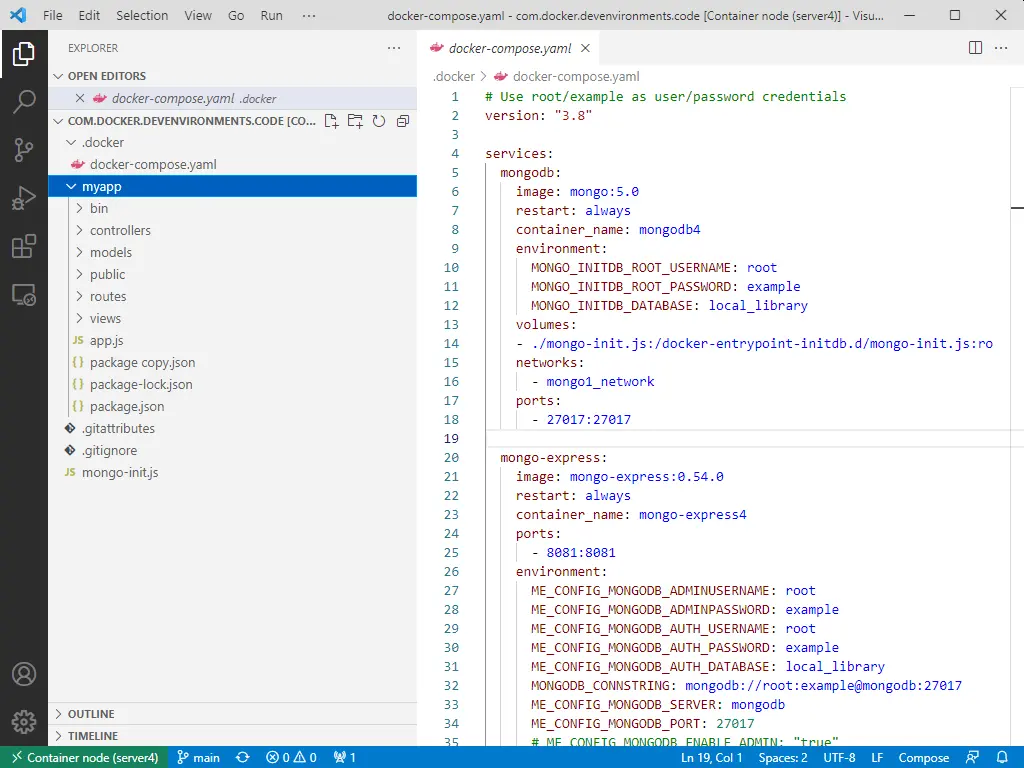 File Edit Selection View Go Run ··· docker-compose.yaml - com.docker.devenvironments.code [Container node (server4)] - Visu...
EXPLORER ···
OPEN EDITORS
docker-compose.yaml .docker
COM.DOCKER.DEVENVIRONMENTS.CODE [CO...
.docker
docker-compose.yaml
myapp
bin
controllers
models
public
routes
views
JS app.js
{} package copy.json
{} package-lock.json
{} package.json
.gitattributes
.gitignore
JS mongo-init.js
OUTLINE
TIMELINE
docker-compose.yaml
.docker > docker-compose.yaml
1 # Use root/example as user/password credentials
2 version: "3.8"
3
4 services:
5 mongodb:
6 image: mongo:5.0
7 restart: always
8 container_name: mongodb4
9 environment:
10 MONGO_INITDB_ROOT_USERNAME: root
11 MONGO_INITDB_ROOT_PASSWORD: example
12 MONGO_INITDB_DATABASE: local_library
13 volumes:
14 - ./mongo-init.js:/docker-entrypoint-initdb.d/mongo-init.js:ro
15 networks:
16 - mongo1_network
17 ports:
18 - 27017:27017
19
20 mongo-express:
21 image: mongo-express:0.54.0
22 restart: always
23 container_name: mongo-express4
24 ports:
25 - 8081:8081
26 environment:
27 ME_CONFIG_MONGODB_ADMINUSERNAME: root
28 ME_CONFIG_MONGODB_ADMINPASSWORD: example
29 ME_CONFIG_MONGODB_AUTH_USERNAME: root
30 ME_CONFIG_MONGODB_AUTH_PASSWORD: example
31 ME_CONFIG_MONGODB_AUTH_DATABASE: local_library
32 MONGODB_CONNSTRING: mongodb://root:example@mongodb:27017
33 ME_CONFIG_MONGODB_SERVER: mongodb
34 ME_CONFIG_MONGODB_PORT: 27017
35 # ME_CONFIG_MONGODB_ENABLE_ADMIN: "true"
Container node (server4) main 0 0 1 Ln 19, Col 1 Spaces: 2 UTF-8 LF Compose